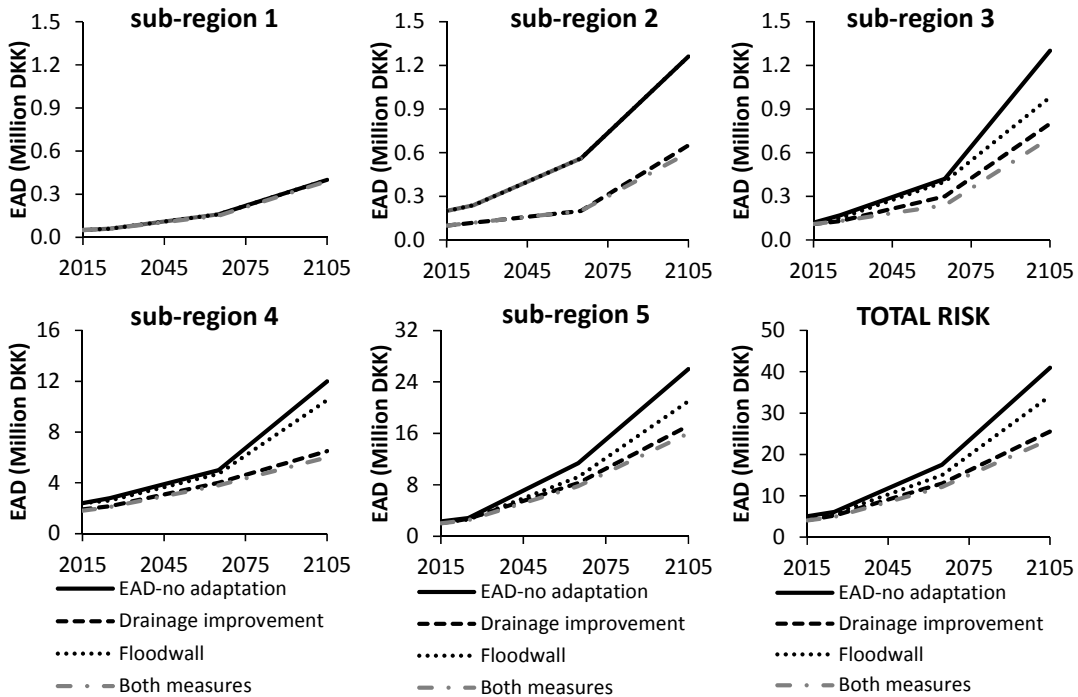 sub-region 1
EAD (Million DKK)
1.5
1.2
0.9
0.6
0.3
0.0
2015 2045 2075 2105
sub-region 2
EAD (Million DKK)
1.5
1.2
0.9
0.6
0.3
0.0
2015 2045 2075 2105
sub-region 3
EAD (Million DKK)
1.5
1.2
0.9
0.6
0.3
0.0
2015 2045 2075 2105
sub-region 4
EAD (Million DKK)
16
12
8
4
0
2015 2045 2075 2105
EAD-no adaptation
Drainage improvement
Floodwall
Both measures
sub-region 5
EAD (Million DKK)
32
24
16
8
0
2015 2045 2075 2105
EAD-no adaptation
Drainage improvement
Floodwall
Both measures
TOTAL RISK
EAD (Million DKK)
50
40
30
20
10
0
2015 2045 2075 2105
EAD-no adaptation
Drainage improvement
Floodwall
Both measures